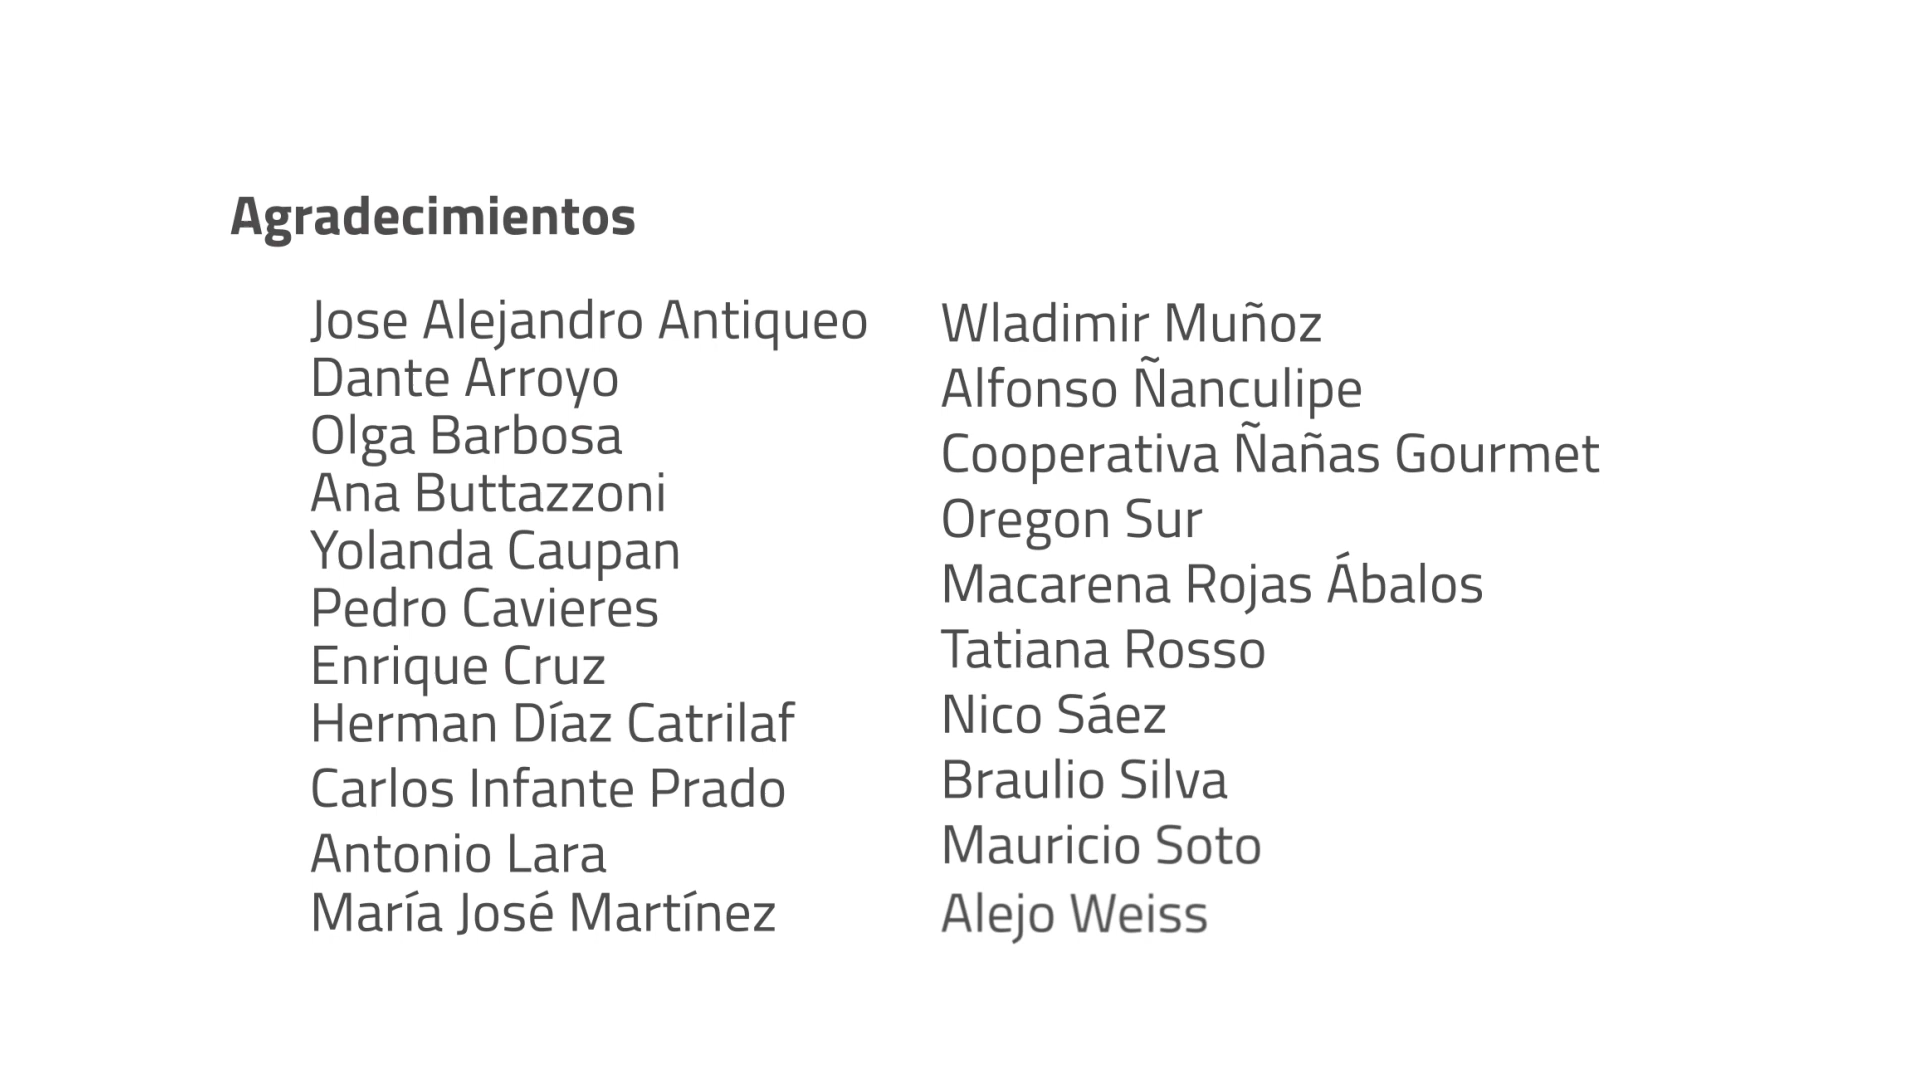 Agradecimientos
Jose Alejandro Antiqueo
Dante Arroyo
Olga Barbosa
Ana Buttazzoni
Yolanda Caupan
Pedro Cavieres
Enrique Cruz
Herman Díaz Catrilaf
Carlos Infante Prado
Antonio Lara
María José Martínez
Wladimir Muñoz
Alfonso Ñanculipe
Cooperativa Ñañas Gourmet
Oregon Sur
Macarena Rojas Ábalos
Tatiana Rosso
Nico Sáez
Braulio Silva
Mauricio Soto
Alejo Weiss